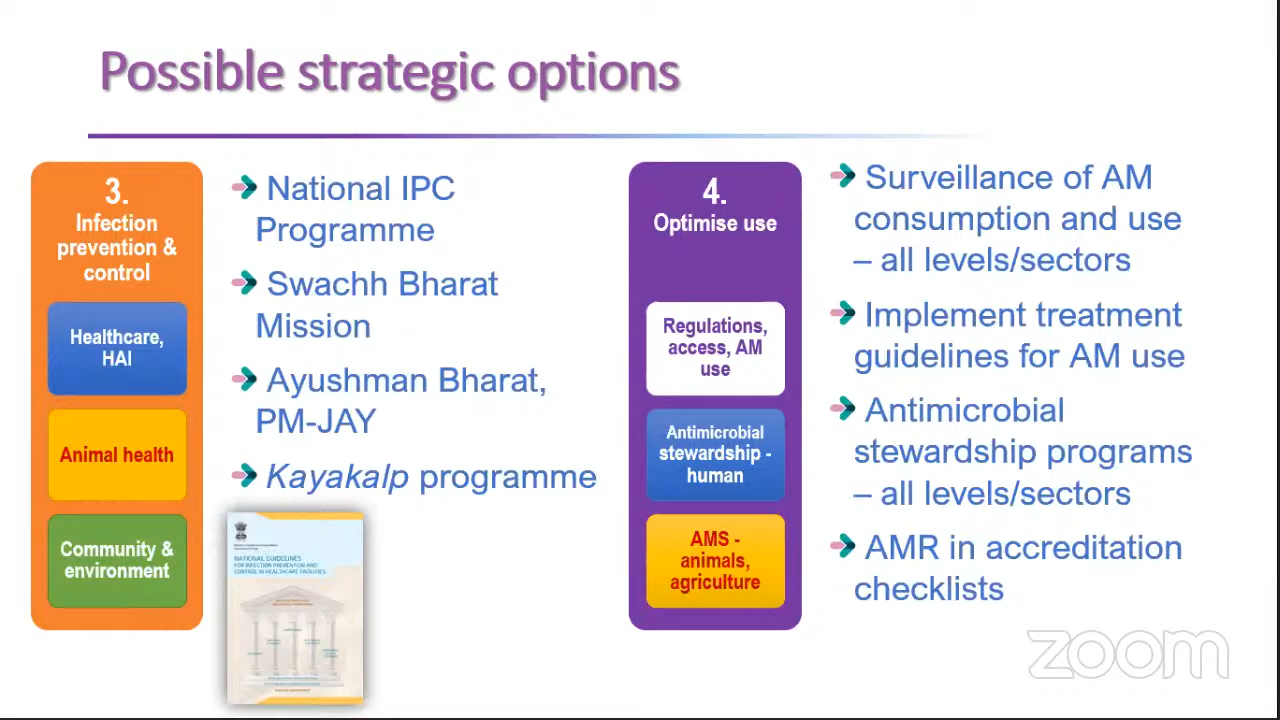 Possible strategic options
3.
Infection
prevention &
control
Healthcare,
HAI
Animal health
Community &
environment
National IPC
Programme
Swachh Bharat
Mission
Ayushman Bharat,
PM-JAY
Kayakalp programme
NATIONAL GUIDELINES
FOR INFECTION PREVENTION AND
CONTROL IN HEALTHCARE FACILITIES
4.
Optimise use
Regulations,
access, AM
use
Antimicrobial
stewardship -
human
AMS -
animals,
agriculture
Surveillance of AM
consumption and use
– all levels/sectors
Implement treatment
guidelines for AM use
Antimicrobial
stewardship programs
– all levels/sectors
AMR in accreditation
checklists
zoom